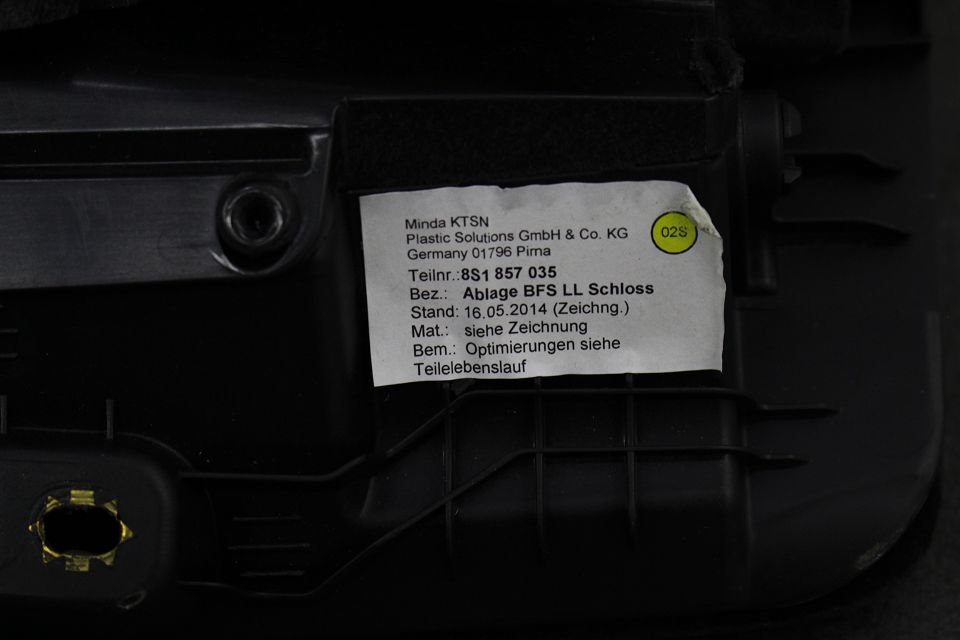 Minda KTSN
Plastic Solutions GmbH & Co. KG
Germany 01796 Pirna
02S
Teilnr.:8S1 857 035
Bez.: Ablage BFS LL Schloss
Stand: 16.05.2014 (Zeichng.)
Mat.: siehe Zeichnung
Bem.: Optimierungen siehe
Teilelebenslauf